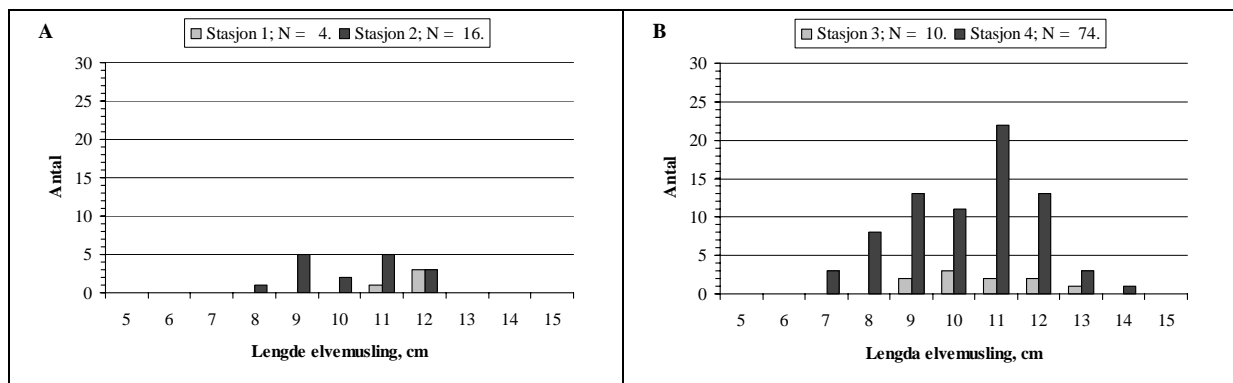 A
Stasjon 1; N = 4. Stasjon 2; N = 16.
30
25
20
15
10
5
0
Antal
5 6 7 8 9 10 11 12 13 14 15
Lengde elvemusling, cm
B
Stasjon 3; N = 10. Stasjon 4; N = 74.
30
25
20
15
10
5
0
Antal
5 6 7 8 9 10 11 12 13 14 15
Lengda elvemusling, cm